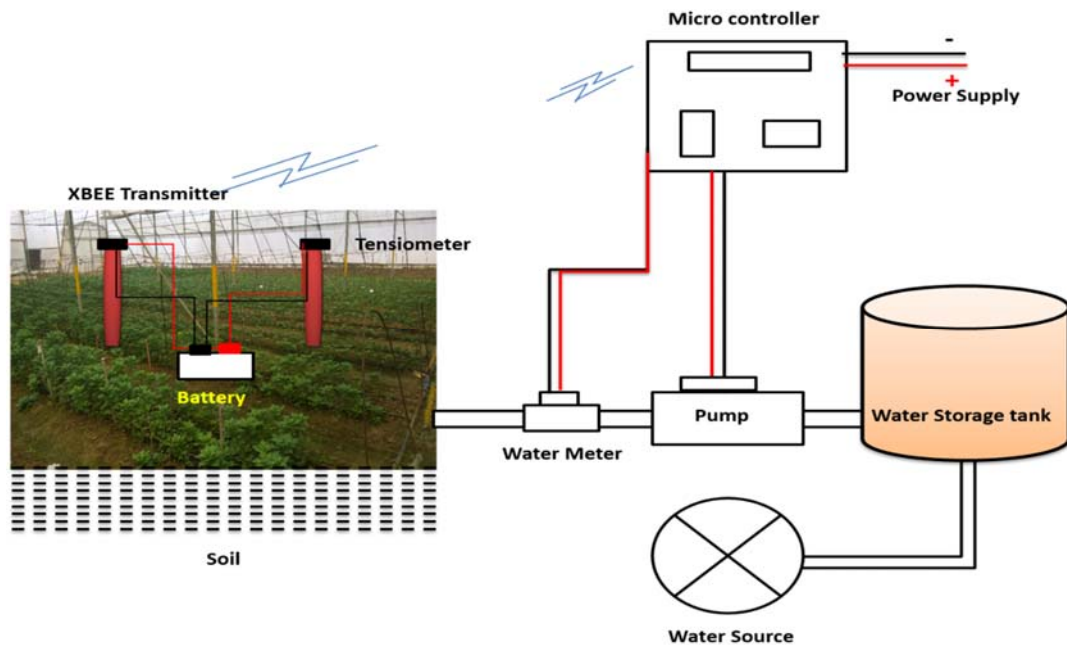 Micro controller
-
+
Power Supply
XBEE Transmitter
Tensiometer
Battery
Pump
Water Storage tank
Water Meter
Soil
Water Source